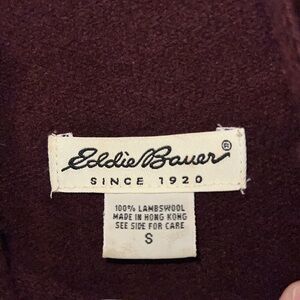 Eddie Bauer®
SINCE 1920
100% LAMBSWOOL
MADE IN HONG KONG
SEE SIDE FOR CARE
S